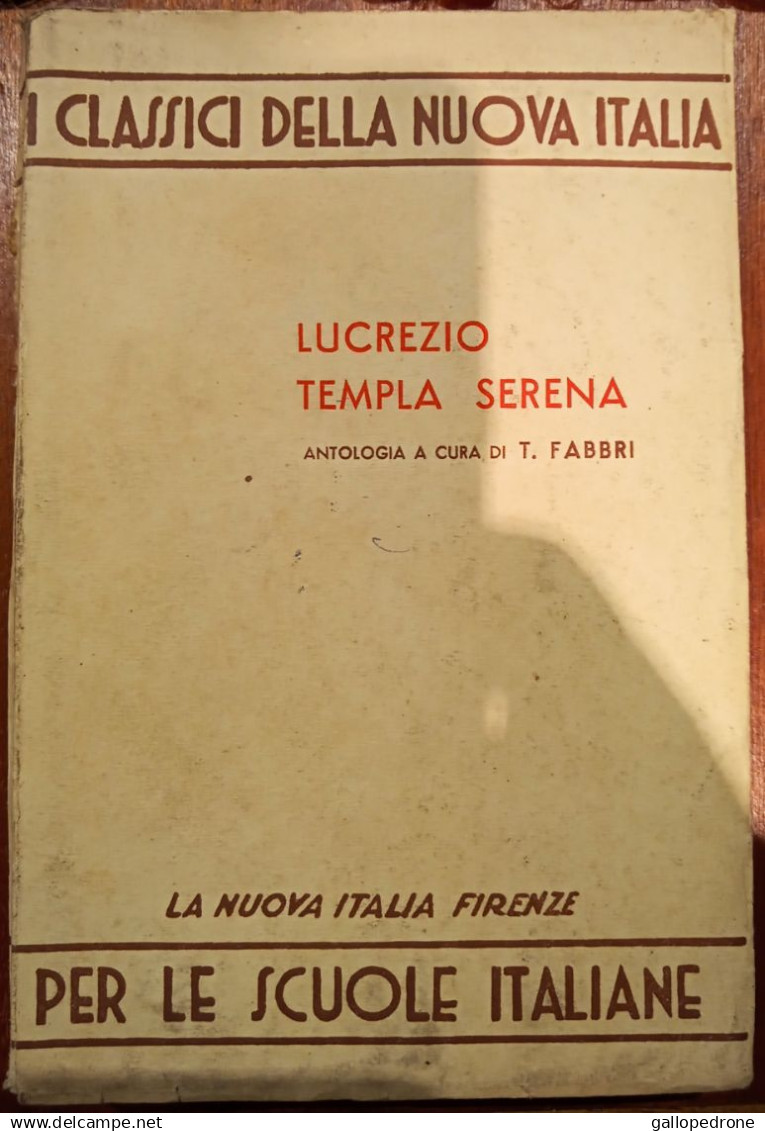 I CLASSICI DELLA NUOVA ITALIA
LUCREZIO
TEMPLA SERENA
ANTOLOGIA A CURA DI T. FABBRI
LA NUOVA ITALIA FIRENZE
PER LE SCUOLE ITALIANE
delcampe.net
gallopedrone